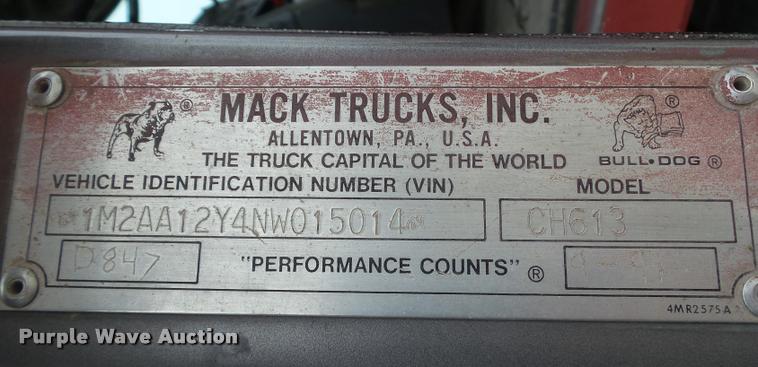 MACK TRUCKS, INC.
ALLENTOWN, PA., U.S.A.
THE TRUCK CAPITAL OF THE WORLD
BULL•DOG ®
VEHICLE IDENTIFICATION NUMBER (VIN) MODEL
1M2AA12Y4NW015014 CH613
D847 "PERFORMANCE COUNTS" ®
4MR2575A
Purple Wave Auction